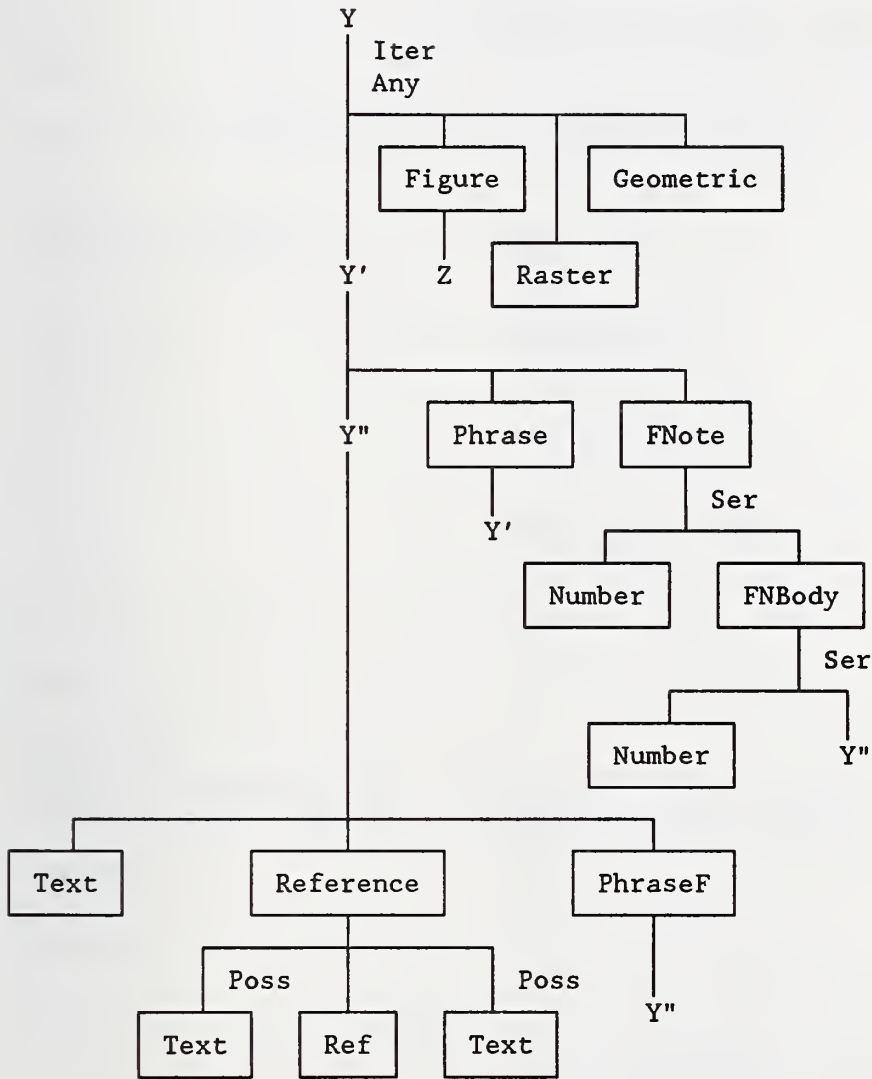 Y
Iter
Any
Figure Geometric
Y' Z Raster
Y" Phrase FNote
Ser
Y'
Number FNBody
Ser
Number Y"
Text Reference PhraseF
Poss Poss
Y"
Text Ref Text